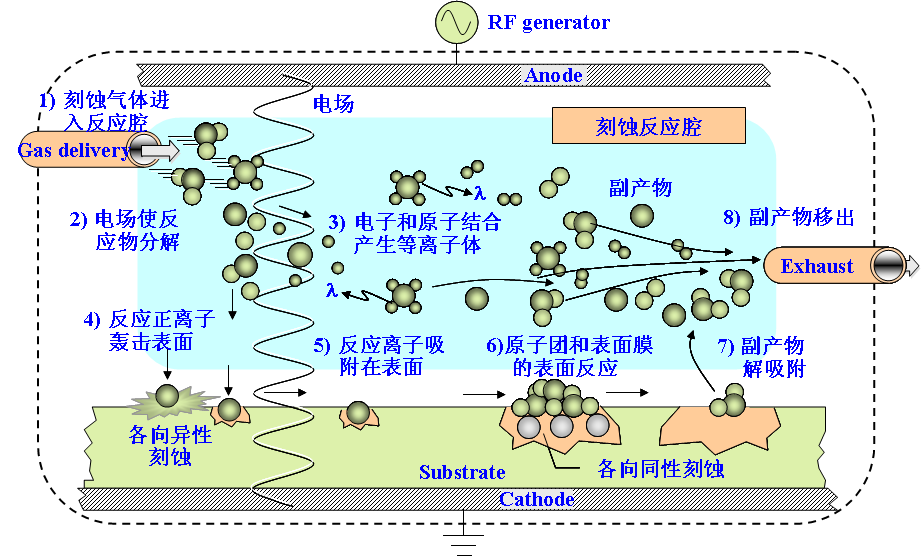 RF generator
Anode
1) 刻蚀气体进
入反应腔
电场
刻蚀反应腔
Gas delivery
λ
副产物
2) 电场使反
应物分解
3) 电子和原子结合
产生等离子体
8) 副产物移出
Exhaust
λ
4) 反应正离子
轰击表面
5) 反应离子吸
附在表面
6)原子团和表面膜
的表面反应
7) 副产物
解吸附
各向异性
刻蚀
各向同性刻蚀
Substrate
Cathode